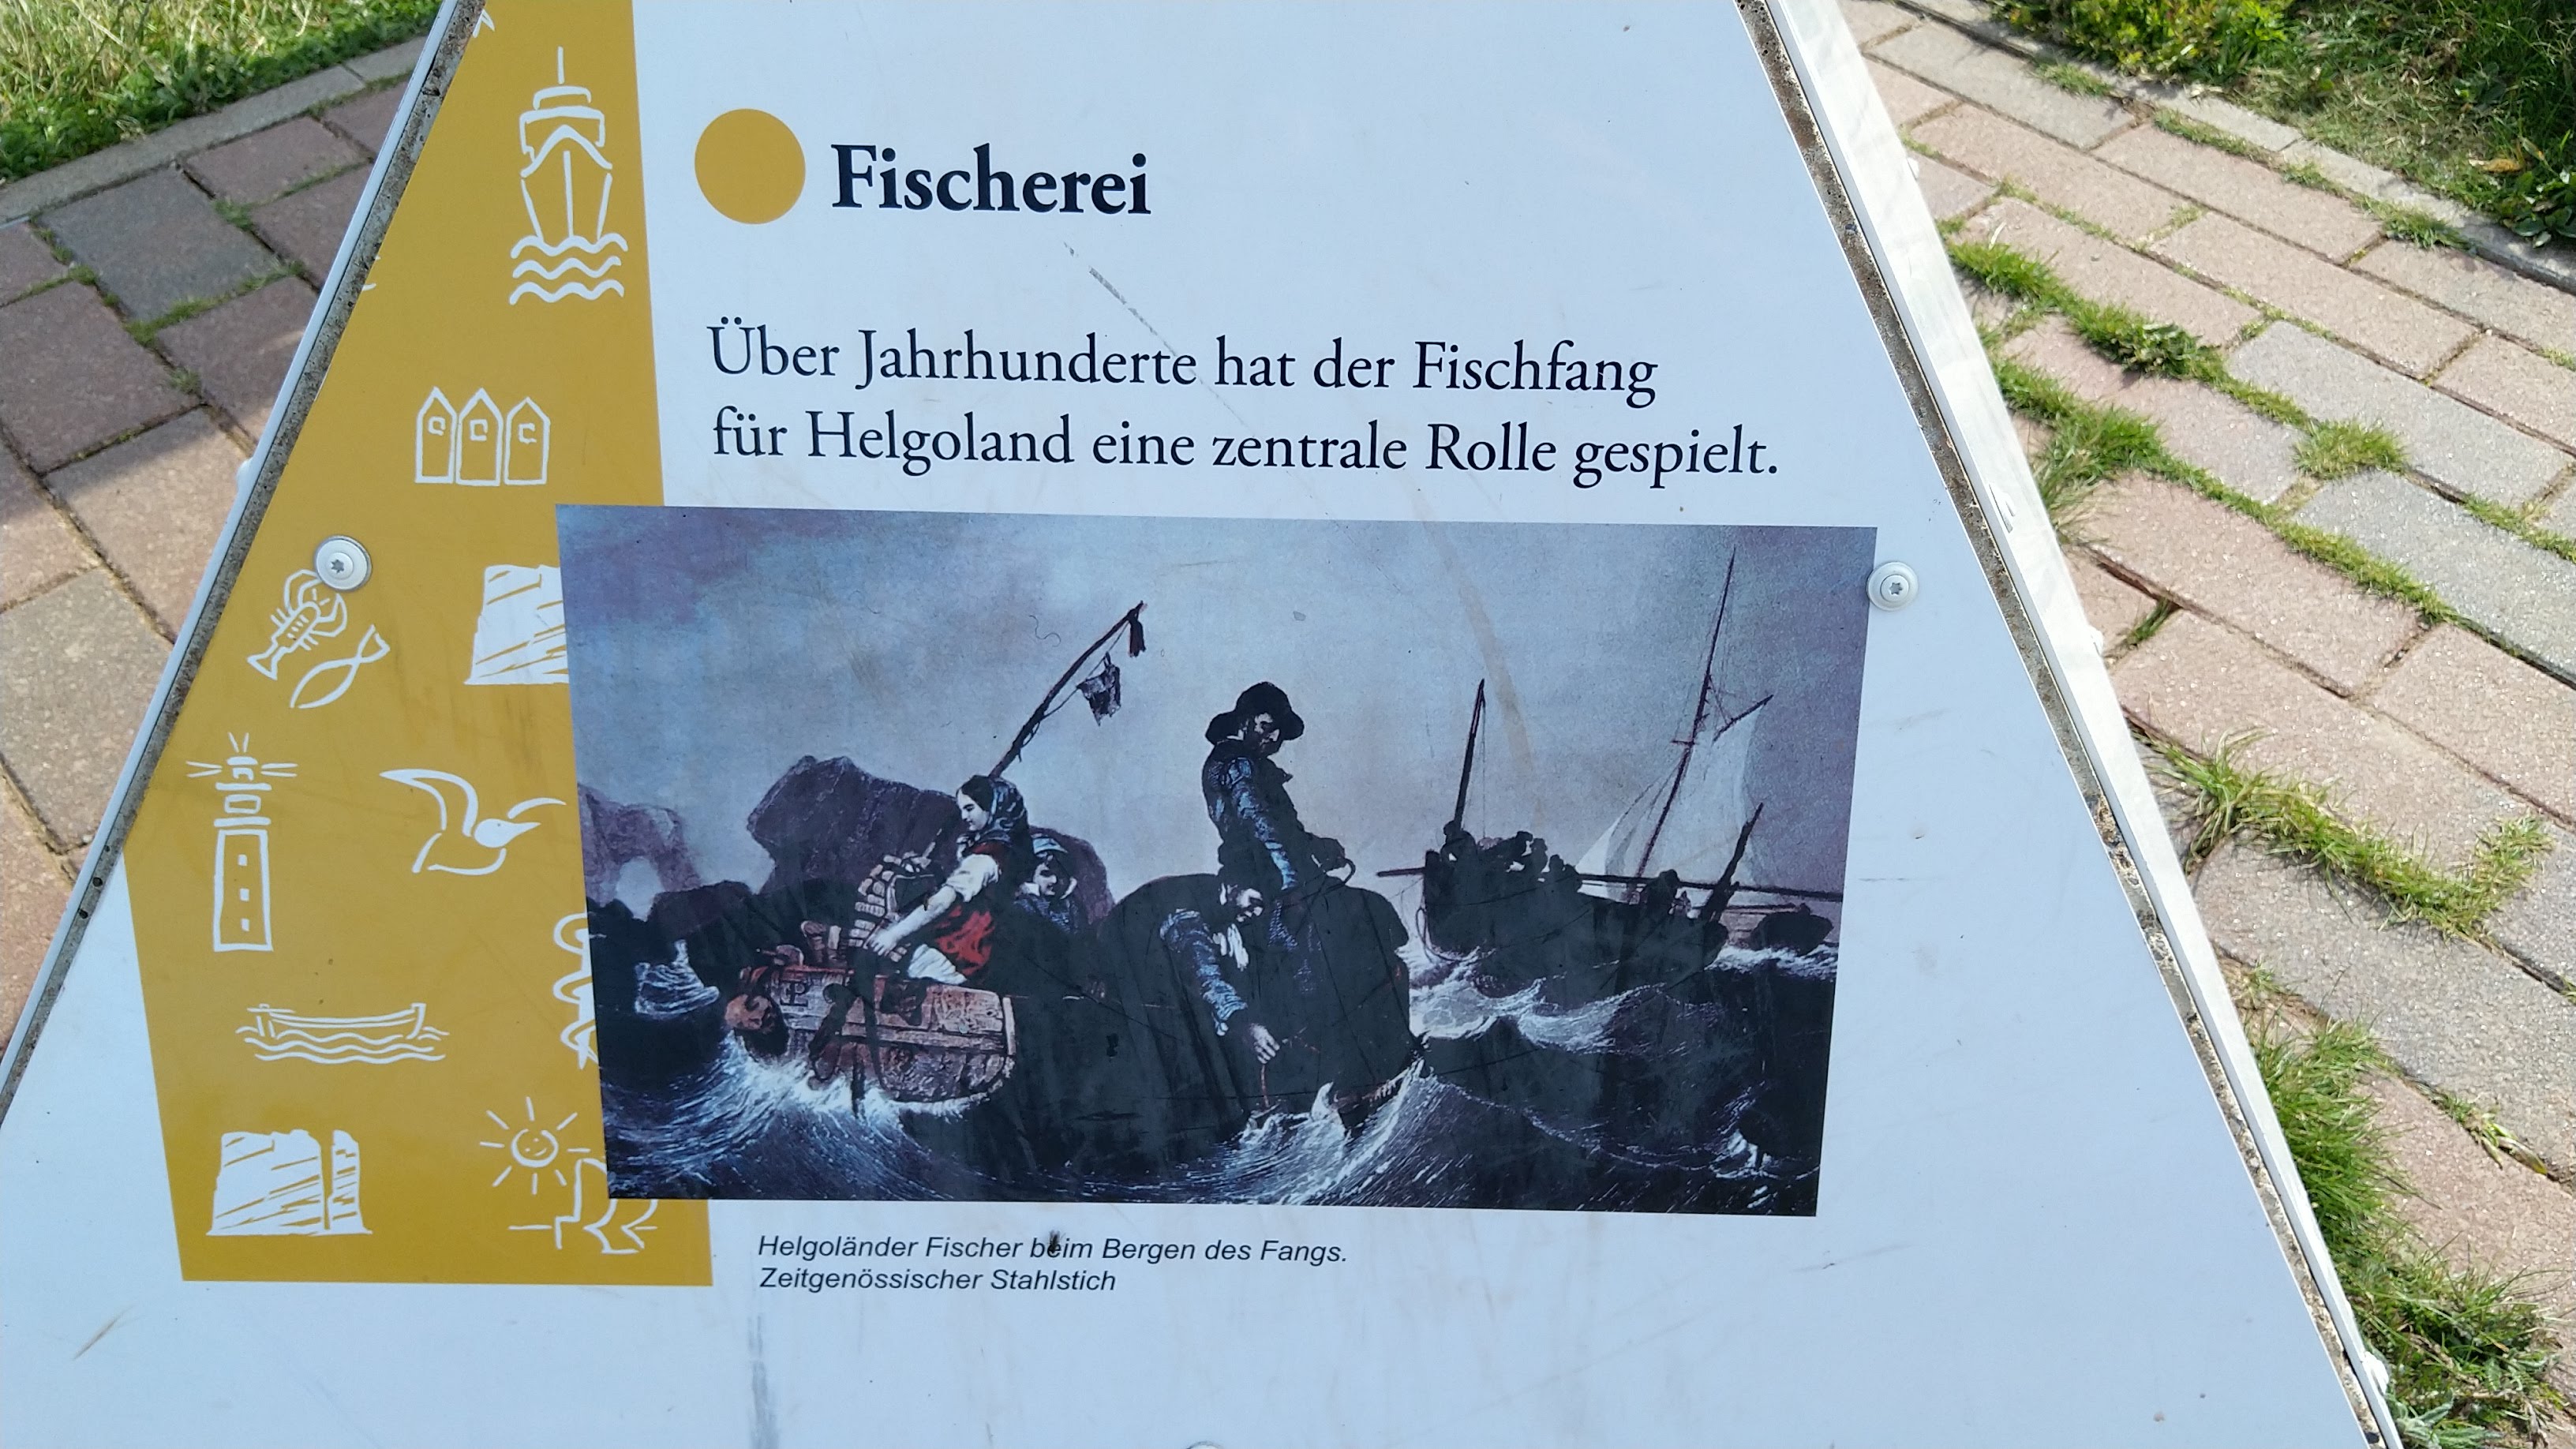 Fischerei
Über Jahrhunderte hat der Fischfang
für Helgoland eine zentrale Rolle gespielt.
Helgoländer Fischer beim Bergen des Fangs.
Zeitgenössischer Stahlstich